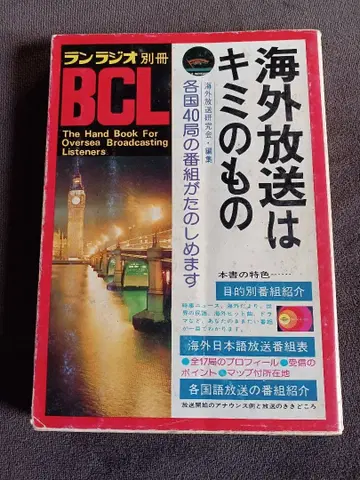 ランラジオ別冊
BCL
The Hand Book For
Oversea Broadcasting
Listeners
海外放送は
キミのもの
海外放送研究会・編集
各国40局の番組がたのしめます
本書の特色……
目的別番組紹介
海外日本語放送番組表
●全17局のプロフィール●受信の
ポイント●マップ付所在地
各国語放送の番組紹介
放送開始のアナウンス例と放送のききどころ